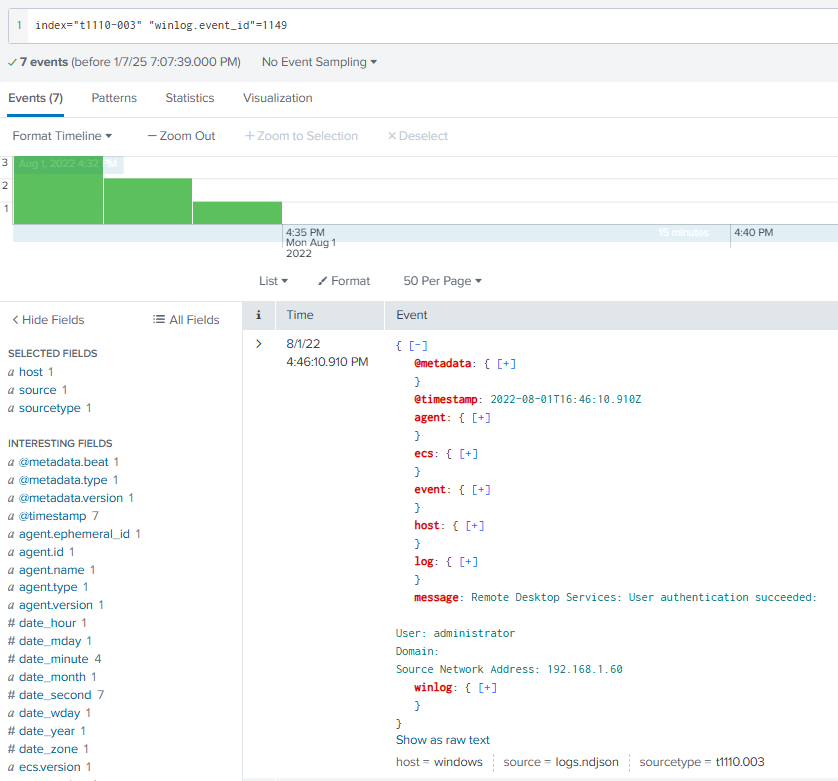 1 index="t1110-003" "winlog.event_id"=1149
7 events (before 1/7/25 7:07:39.000 PM) No Event Sampling
Events (7) Patterns Statistics Visualization
Format Timeline — Zoom Out + Zoom to Selection × Deselect
3 Aug 1, 2022 4:32 PM
2
1
4:35 PM 15 minutes 4:40 PM
Mon Aug 1
2022
List Format 50 Per Page
Hide Fields All Fields
i Time Event
SELECTED FIELDS
a host 1
a source 1
a sourcetype 1
INTERESTING FIELDS
a @metadata.beat 1
a @metadata.type 1
a @metadata.version 1
a @timestamp 7
a agent.ephemeral_id 1
a agent.id 1
a agent.name 1
a agent.type 1
a agent.version 1
# date_hour 1
# date_mday 1
# date_minute 4
a date_month 1
# date_second 7
a date_wday 1
# date_year 1
# date_zone 1
a ecs.version 1
8/1/22
4:46:10.910 PM
{ [-]
@metadata: { [+]
}
@timestamp: 2022-08-01T16:46:10.910Z
agent: { [+]
}
ecs: { [+]
}
event: { [+]
}
host: { [+]
}
log: { [+]
}
message: Remote Desktop Services: User authentication succeeded:
User: administrator
Domain:
Source Network Address: 192.168.1.60
winlog: { [+]
}
}
Show as raw text
host = windows source = logs.ndjson sourcetype = t1110.003